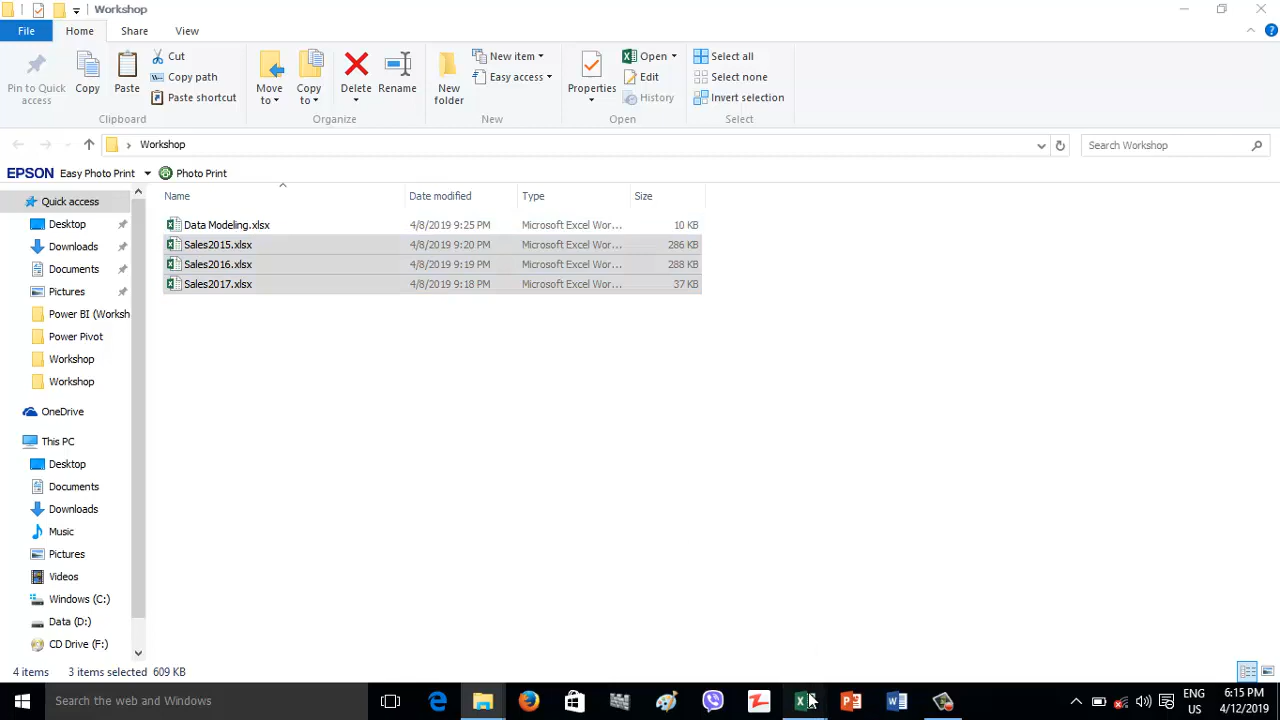 Workshop
File Home Share View
Pin to Quick access
Copy
Paste
Cut
Copy path
Paste shortcut
Clipboard
Move to
Copy to
Delete
Rename
Organize
New folder
New item
Easy access
New
Properties
Open
Edit
History
Open
Select all
Select none
Invert selection
Select
Workshop
Search Workshop
EPSON Easy Photo Print Photo Print
Name Date modified Type Size
Data Modeling.xlsx 4/8/2019 9:25 PM Microsoft Excel Wor... 10 KB
Sales2015.xlsx 4/8/2019 9:20 PM Microsoft Excel Wor... 286 KB
Sales2016.xlsx 4/8/2019 9:19 PM Microsoft Excel Wor... 288 KB
Sales2017.xlsx 4/8/2019 9:18 PM Microsoft Excel Wor... 37 KB
Quick access
Desktop
Downloads
Documents
Pictures
Power BI (Worksh
Power Pivot
Workshop
Workshop
OneDrive
This PC
Desktop
Documents
Downloads
Music
Pictures
Videos
Windows (C:)
Data (D:)
CD Drive (F:)
4 items 3 items selected 609 KB
Search the web and Windows
ENG
US
6:15 PM
4/12/2019